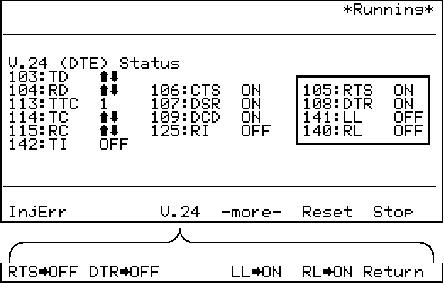 *Running*
V.24 (DTE) Status
103:TD ⬆⬇
104:RD ⬆⬇ 106:CTS ON 105:RTS ON
113:TTC 1 107:DSR ON 108:DTR ON
114:TC ⬆⬇ 109:DCD ON 141:LL OFF
115:RC ⬆⬇ 125:RI OFF 140:RL OFF
142:TI OFF
InjErr V.24 -more- Reset Stop
RTS➡OFF DTR➡OFF LL➡ON RL➡ON Return